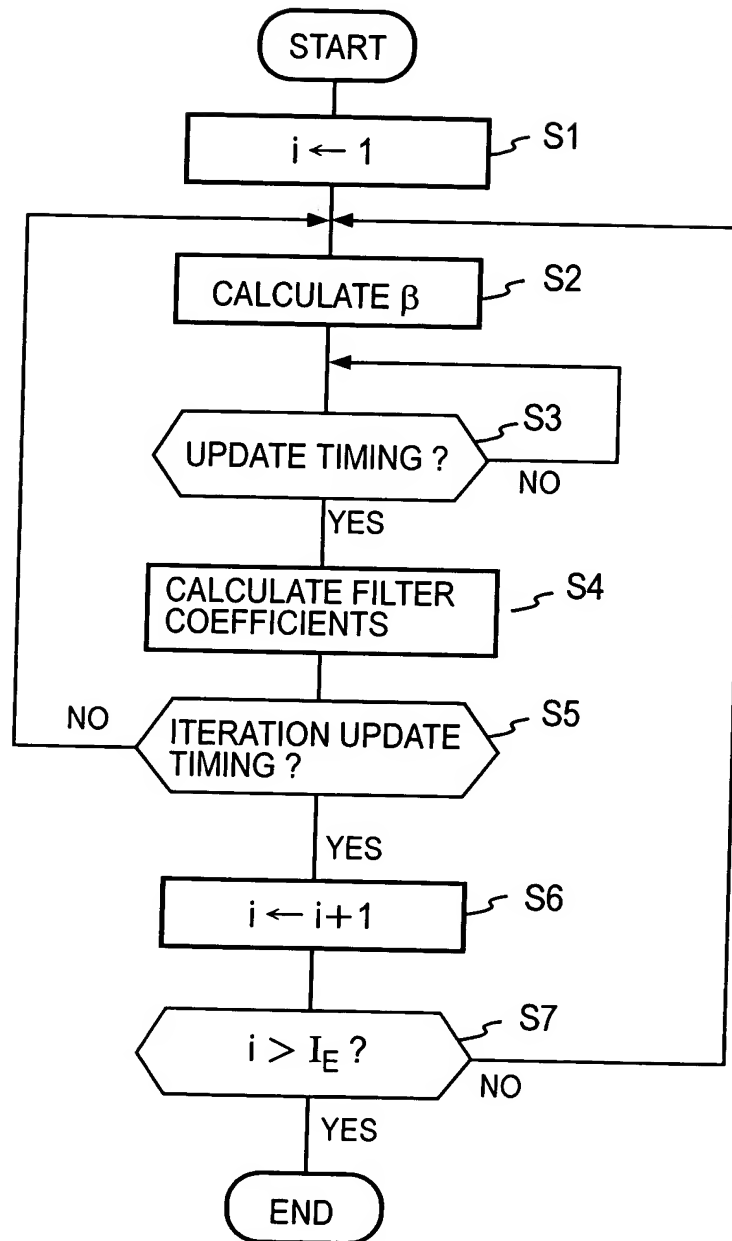 START
i ← 1
S1
CALCULATE β
S2
S3
UPDATE TIMING ?
NO
YES
CALCULATE FILTER
COEFFICIENTS
S4
NO
ITERATION UPDATE
TIMING ?
S5
YES
i ← i+1
S6
i > I_E ?
S7
NO
YES
END